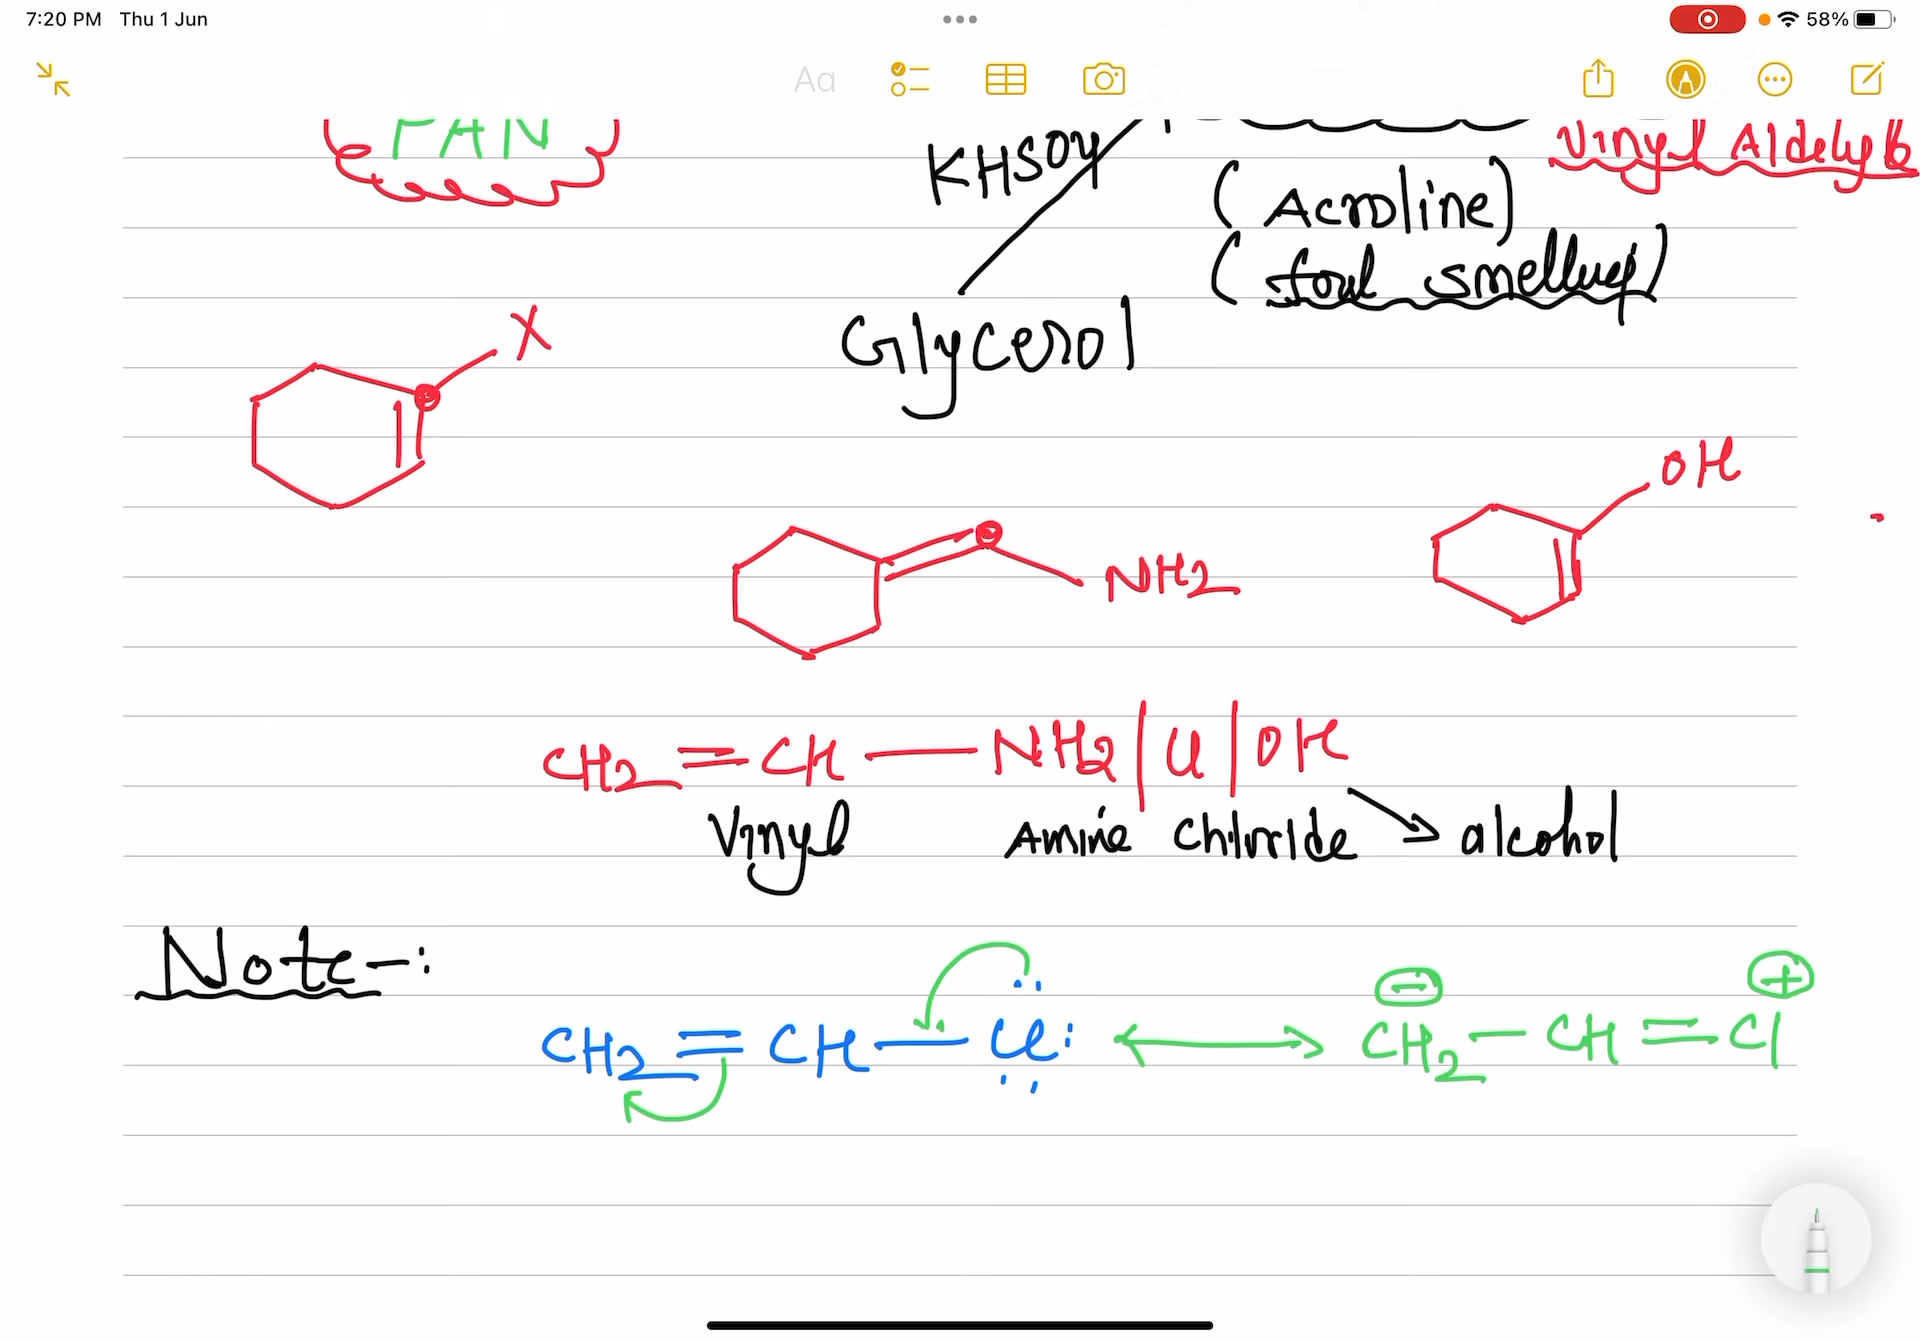 7:20 PM Thu 1 Jun
58%
Aa
PAN
KHSO4
Vinyl Aldehyde
(Acroline)
(foul smelling)
Glycerol
X
OH
NH2
CH2 = CH — NH2 | Cl | OH
Vinyl Amine Chloride → alcohol
Note-:
CH2 = CH — Cl: ⟷ CH2 — CH = Cl
− +